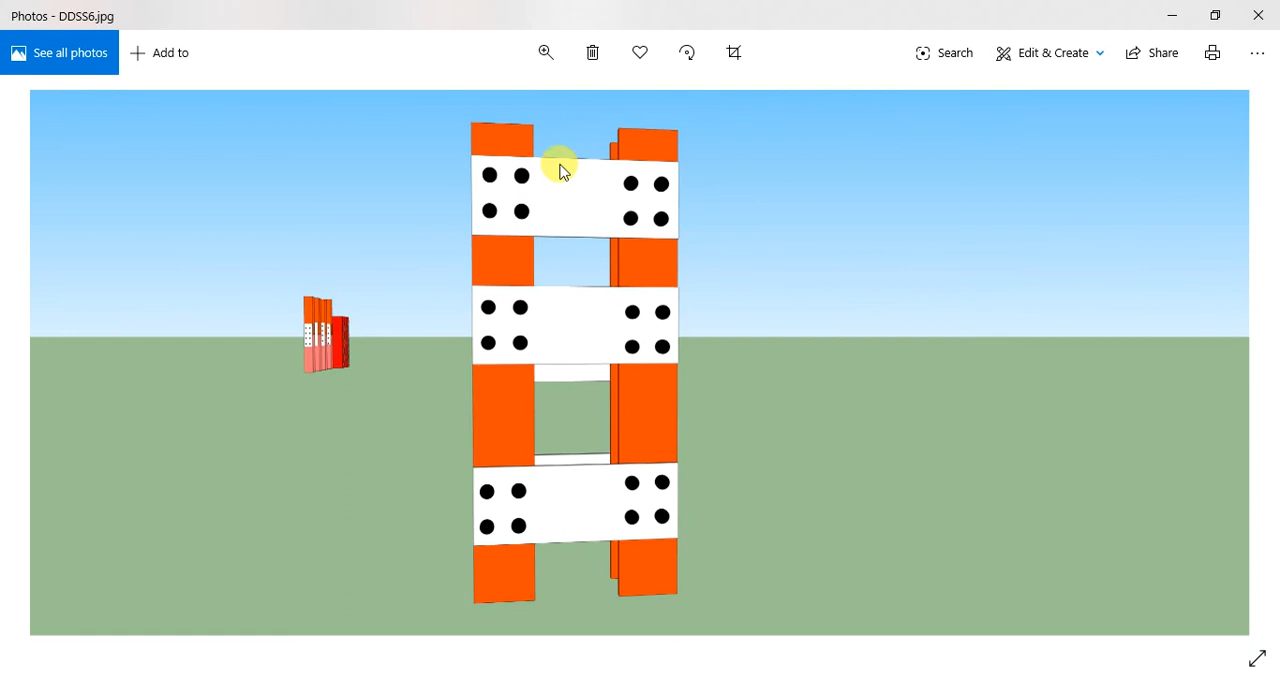 Photos - DDSS6.jpg
See all photos
Add to
Search
Edit & Create
Share